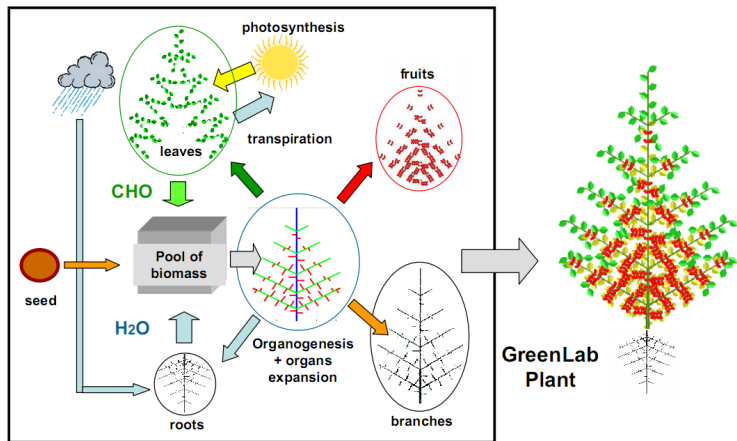 photosynthesis
fruits
transpiration
leaves
CHO
Pool of
biomass
seed
H2O
Organogenesis
+ organs
expansion
GreenLab
Plant
roots
branches